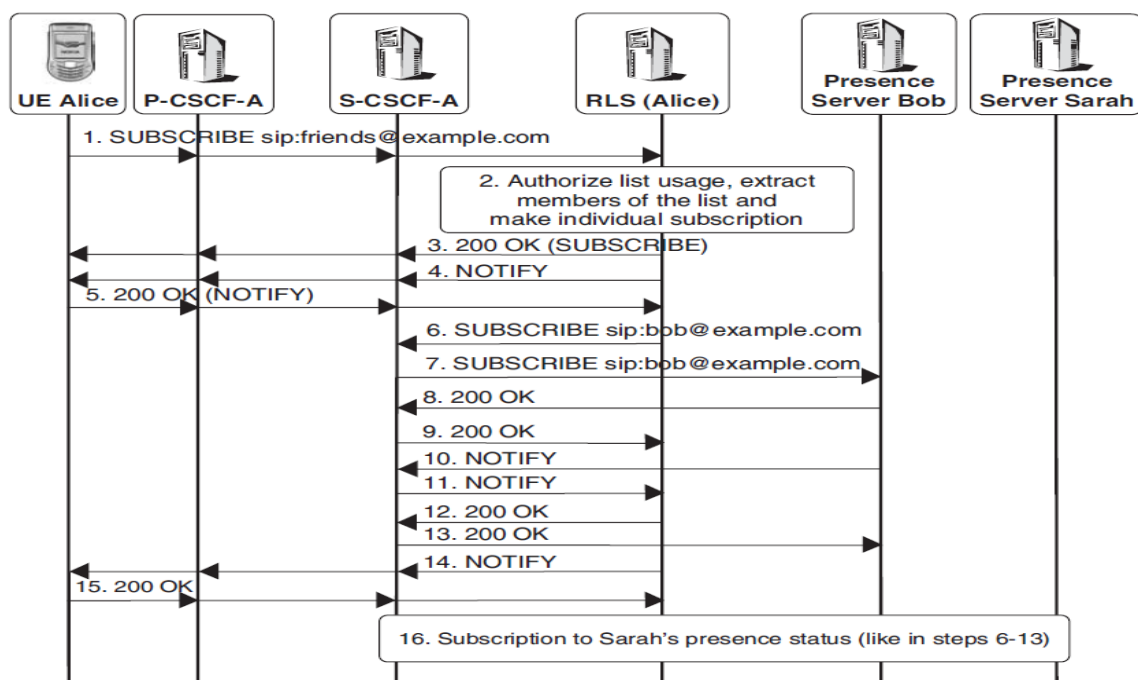 UE Alice
P-CSCF-A
S-CSCF-A
RLS (Alice)
Presence
Server Bob
Presence
Server Sarah
1. SUBSCRIBE sip:friends@example.com
2. Authorize list usage, extract
members of the list and
make individual subscription
3. 200 OK (SUBSCRIBE)
4. NOTIFY
5. 200 OK (NOTIFY)
6. SUBSCRIBE sip:bob@example.com
7. SUBSCRIBE sip:bob@example.com
8. 200 OK
9. 200 OK
10. NOTIFY
11. NOTIFY
12. 200 OK
13. 200 OK
14. NOTIFY
15. 200 OK
16. Subscription to Sarah's presence status (like in steps 6-13)